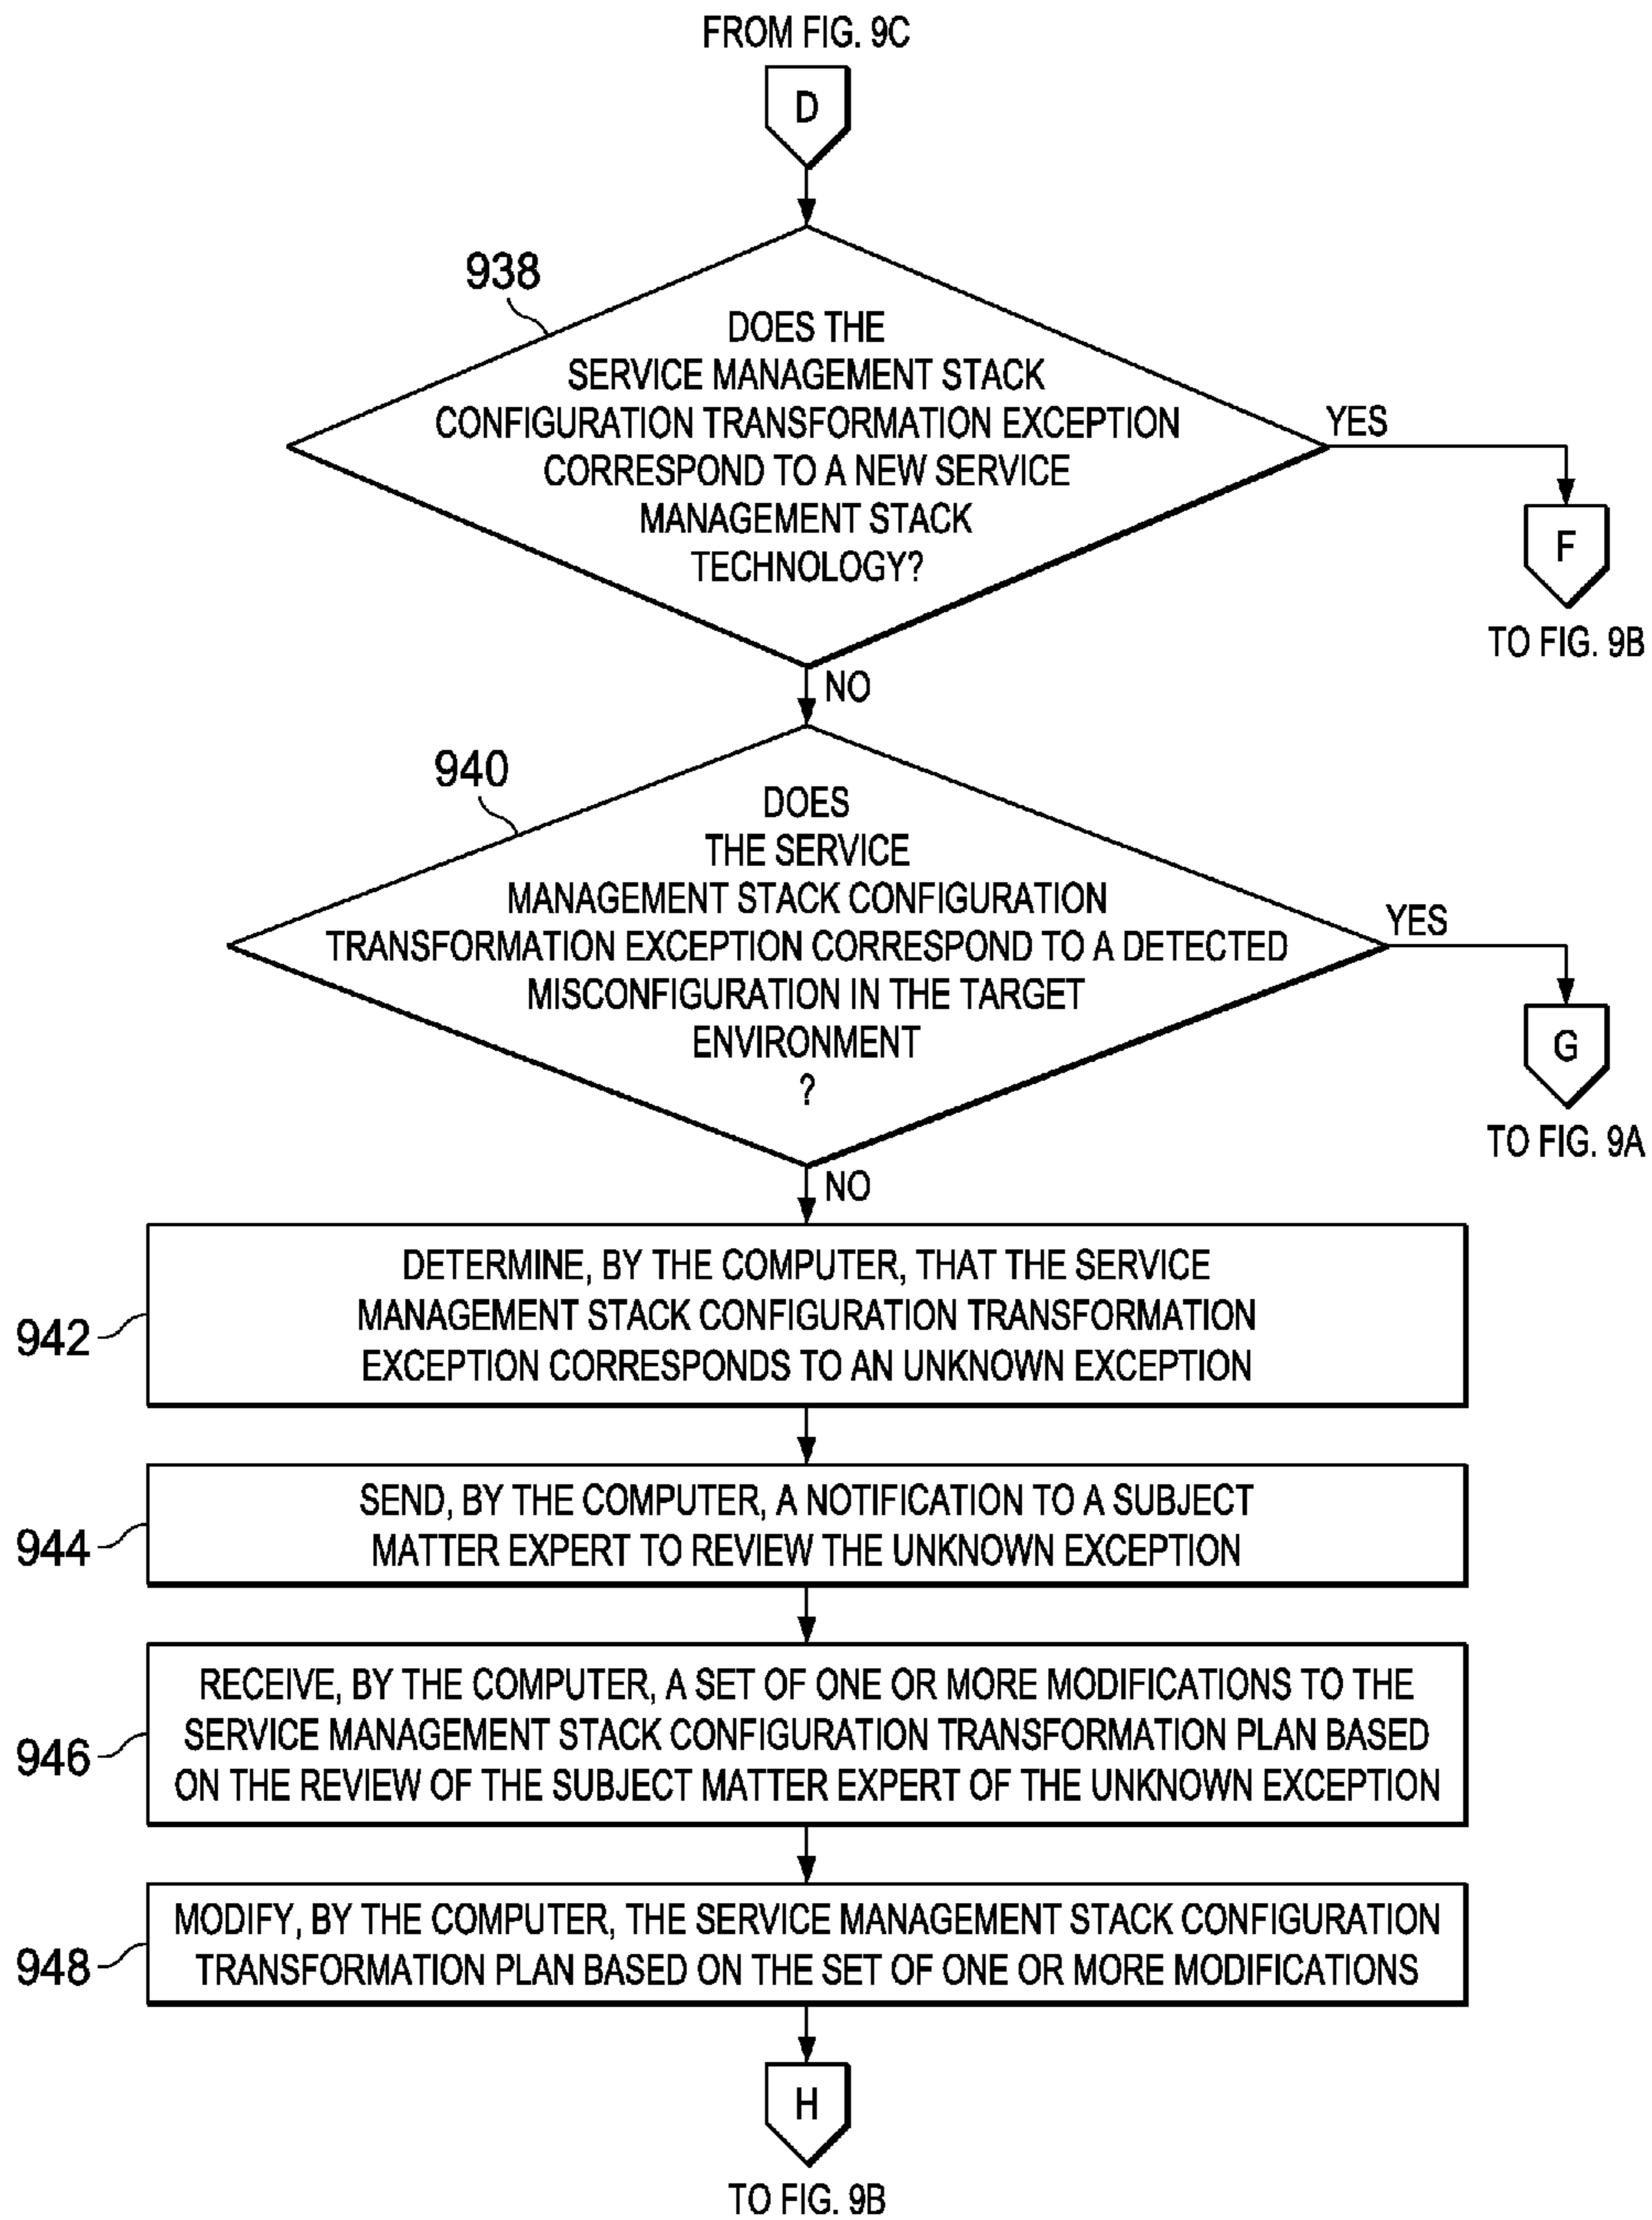 FROM FIG. 9C
D
938
DOES THE
SERVICE MANAGEMENT STACK
CONFIGURATION TRANSFORMATION EXCEPTION
CORRESPOND TO A NEW SERVICE
MANAGEMENT STACK
TECHNOLOGY?
YES
F
TO FIG. 9B
NO
940
DOES
THE SERVICE
MANAGEMENT STACK CONFIGURATION
TRANSFORMATION EXCEPTION CORRESPOND TO A DETECTED
MISCONFIGURATION IN THE TARGET
ENVIRONMENT
?
YES
G
TO FIG. 9A
NO
942
DETERMINE, BY THE COMPUTER, THAT THE SERVICE
MANAGEMENT STACK CONFIGURATION TRANSFORMATION
EXCEPTION CORRESPONDS TO AN UNKNOWN EXCEPTION
944
SEND, BY THE COMPUTER, A NOTIFICATION TO A SUBJECT
MATTER EXPERT TO REVIEW THE UNKNOWN EXCEPTION
946
RECEIVE, BY THE COMPUTER, A SET OF ONE OR MORE MODIFICATIONS TO THE
SERVICE MANAGEMENT STACK CONFIGURATION TRANSFORMATION PLAN BASED
ON THE REVIEW OF THE SUBJECT MATTER EXPERT OF THE UNKNOWN EXCEPTION
948
MODIFY, BY THE COMPUTER, THE SERVICE MANAGEMENT STACK CONFIGURATION
TRANSFORMATION PLAN BASED ON THE SET OF ONE OR MORE MODIFICATIONS
H
TO FIG. 9B